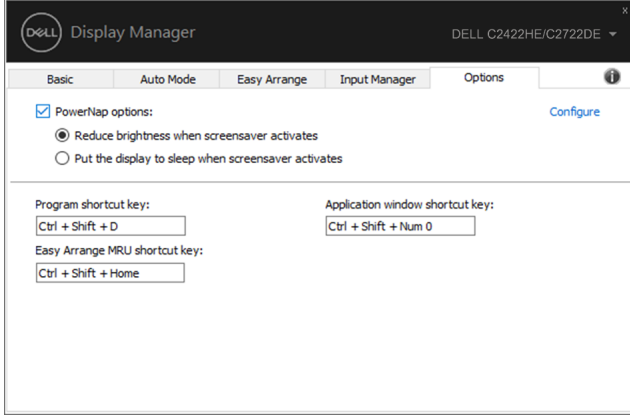 x
DELL Display Manager
DELL C2422HE/C2722DE
Basic Auto Mode Easy Arrange Input Manager Options i
PowerNap options: Configure
Reduce brightness when screensaver activates
Put the display to sleep when screensaver activates
Program shortcut key: Application window shortcut key:
Ctrl + Shift + D Ctrl + Shift + Num 0
Easy Arrange MRU shortcut key:
Ctrl + Shift + Home